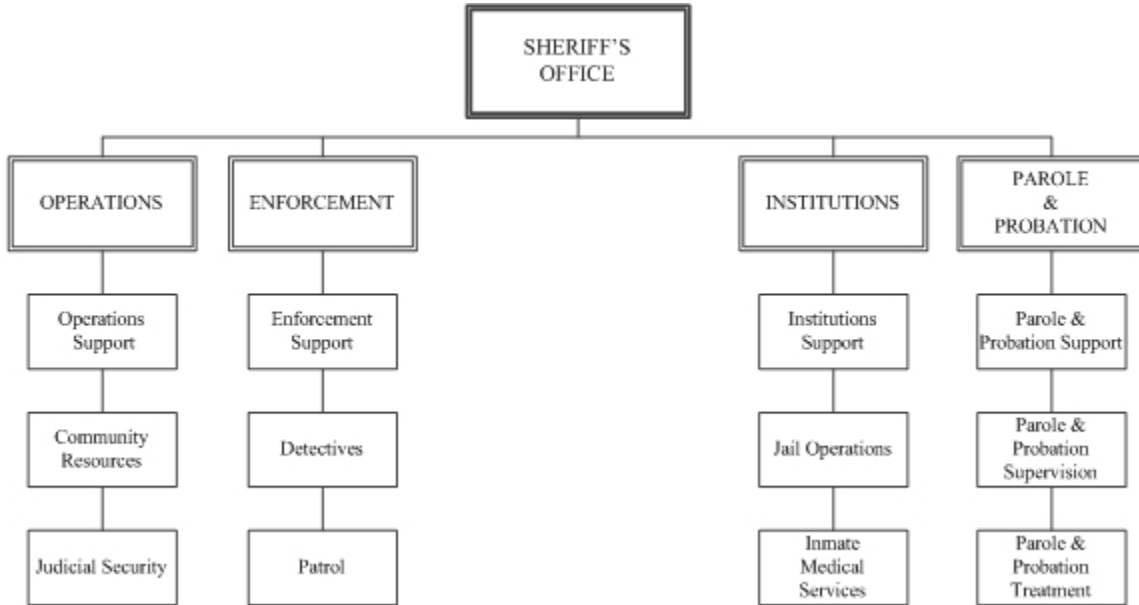 SHERIFF'S
OFFICE
OPERATIONS
ENFORCEMENT
INSTITUTIONS
PAROLE
&
PROBATION
Operations
Support
Enforcement
Support
Institutions
Support
Parole &
Probation Support
Community
Resources
Detectives
Jail Operations
Parole &
Probation
Supervision
Judicial Security
Patrol
Inmate
Medical
Services
Parole &
Probation
Treatment